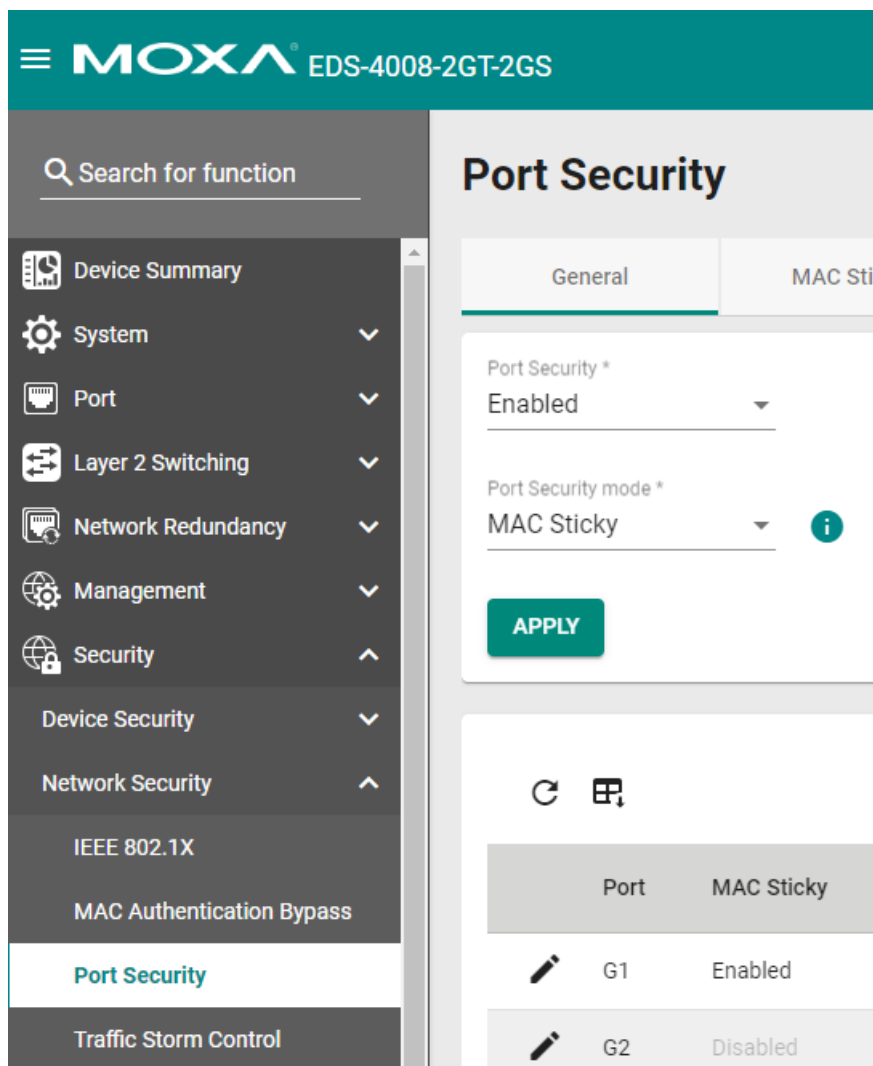 MOXA® EDS-4008-2GT-2GS
Search for function
Device Summary
System
Port
Layer 2 Switching
Network Redundancy
Management
Security
Device Security
Network Security
IEEE 802.1X
MAC Authentication Bypass
Port Security
Traffic Storm Control
Port Security
General MAC Sti
Port Security *
Enabled
Port Security mode *
MAC Sticky
i
APPLY
Port MAC Sticky
G1 Enabled
G2 Disabled